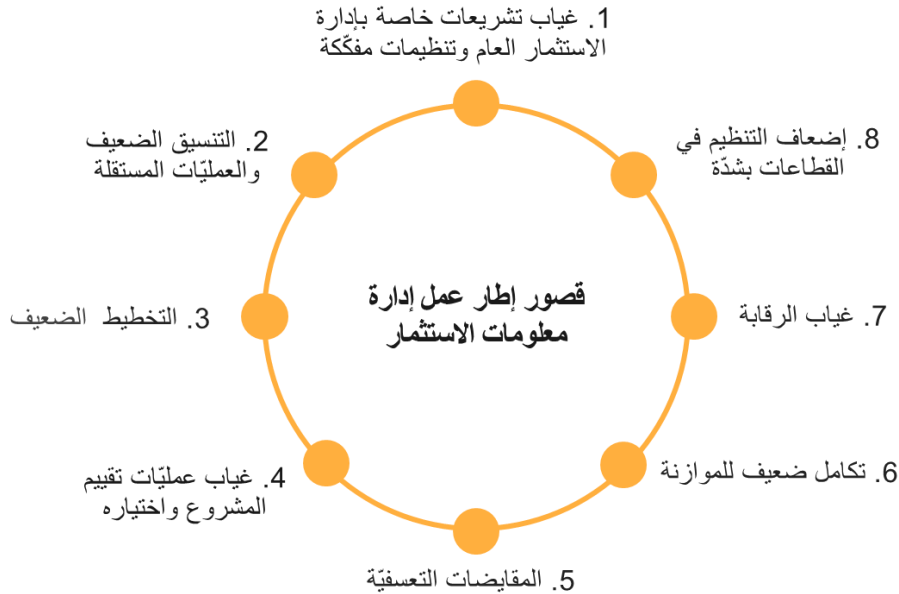 1. غياب تشريعات خاصة بإدارة
الاستثمار العام وتنظيمات مفكّكة
2. التنسيق الضعيف
والعمليّات المستقلة
3. التخطيط الضعيف
4. غياب عمليّات تقييم
المشروع واختياره
5. المقايضات التعسفيّة
6. تكامل ضعيف للموازنة
7. غياب الرقابة
8. إضعاف التنظيم في
القطاعات بشدّة
قصور إطار عمل إدارة
معلومات الاستثمار